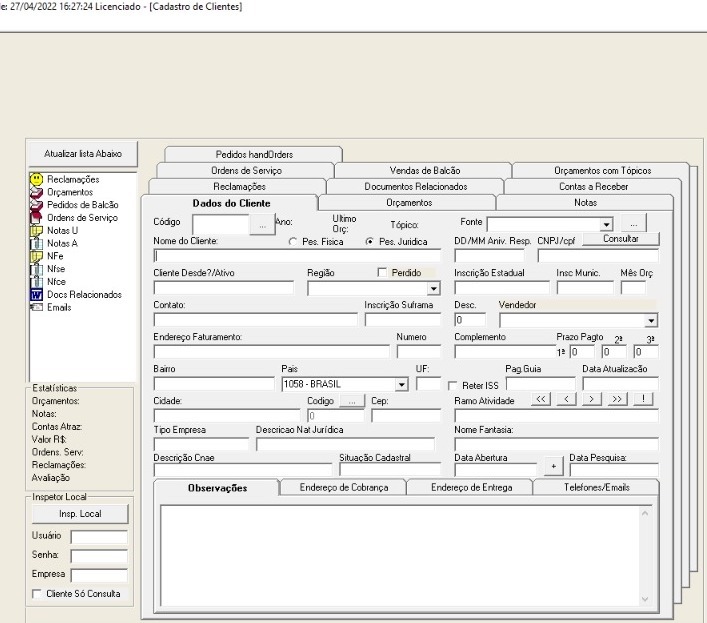 e: 27/04/2022 16:27:24 Licenciado - [Cadastro de Clientes]
Atualizar lista Abaixo
Pedidos handOrders
Ordens de Serviço Vendas de Balcão Orçamentos com Tópicos
Reclamações Documentos Relacionados Contas a Receber
Dados do Cliente Orçamentos Notas
Reclamações
Orçamentos
Pedidos de Balcão
Ordens de Serviço
Notas U
Notas A
NFe
Nfse
Nfce
Docs Relacionados
Emails
Estatísticas
Orçamentos:
Notas:
Contas Atraz:
Valor R$:
Ordens. Serv:
Reclamações:
Avaliação
Inspetor Local
Insp. Local
Usuário
Senha:
Empresa
Cliente Só Consulta
Código ... Ano: Ultimo Orç: Tópico: Fonte ...
Nome do Cliente: Pes. Fisica Pes. Juridica DD/MM Aniv. Resp. CNPJ/cpf Consultar
Cliente Desde?/Ativo Região Perdido Inscrição Estadual Insc Munic. Mês Orç
Contato: Inscrição Suframa Desc. Vendedor
0
Endereço Faturamento: Numero Complemento Prazo Pagto 2ª 3ª
1ª 0 0 0
Bairro Pais UF: Pag.Guia Data Atualização
1058 - BRASIL Reter ISS
Cidade: Codigo ... Cep: Ramo Atividade << < > >> !
0
Tipo Empresa Descricao Nat Jurídica Nome Fantasia:
Descrição Cnae Situação Cadastral Data Abertura + Data Pesquisa:
Observações Endereço de Cobrança Endereço de Entrega Telefones/Emails